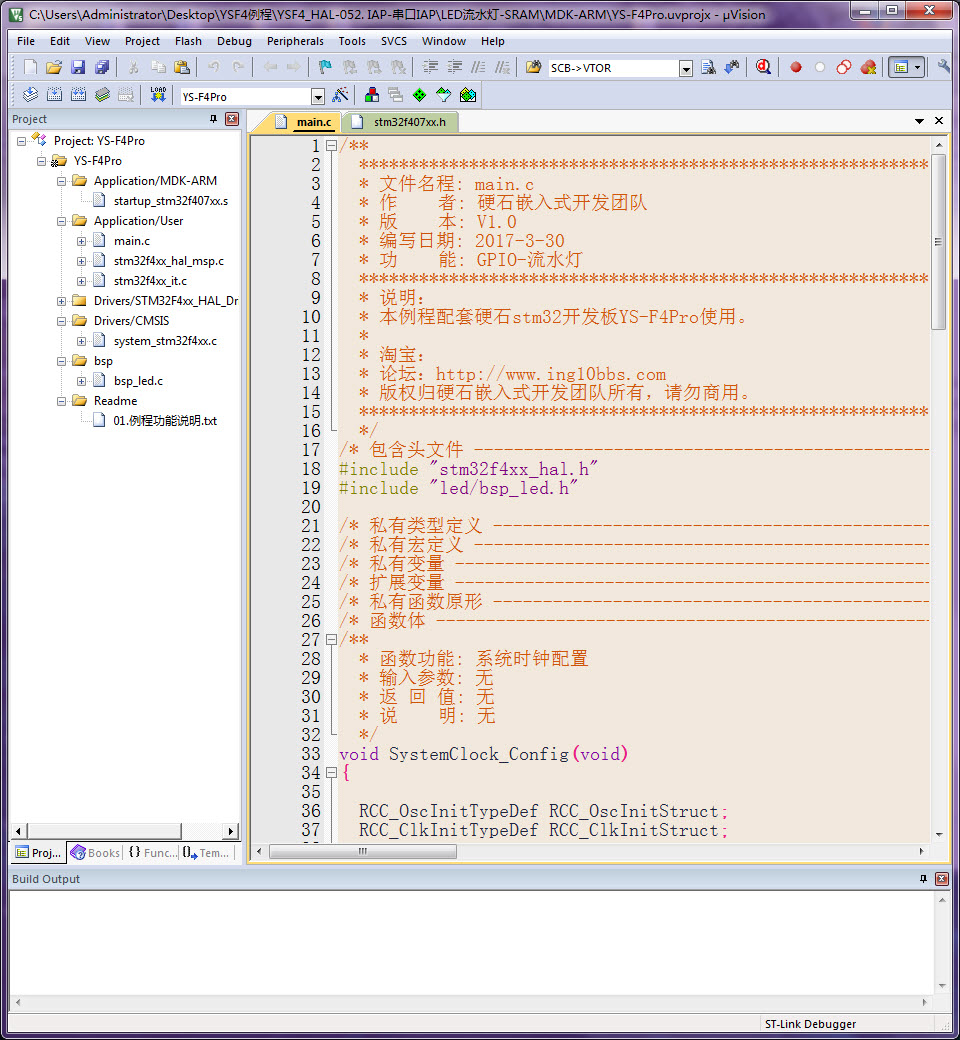 C:\Users\Administrator\Desktop\YSF4例程\YSF4_HAL-052. IAP-串口IAP\LED流水灯-SRAM\MDK-ARM\YS-F4Pro.uvprojx - µVision
File Edit View Project Flash Debug Peripherals Tools SVCS Window Help
SCB->VTOR
LOAD YS-F4Pro
Project
Project: YS-F4Pro
YS-F4Pro
Application/MDK-ARM
startup_stm32f407xx.s
Application/User
main.c
stm32f4xx_hal_msp.c
stm32f4xx_it.c
Drivers/STM32F4xx_HAL_Dr
Drivers/CMSIS
system_stm32f4xx.c
bsp
bsp_led.c
Readme
01.例程功能说明.txt
Proj... Books {} Func... {} Tem...
main.c stm32f407xx.h
1 /**
2 *********************************************************
3 * 文件名程: main.c
4 * 作    者: 硬石嵌入式开发团队
5 * 版    本: V1.0
6 * 编写日期: 2017-3-30
7 * 功    能: GPIO-流水灯
8 *********************************************************
9 * 说明：
10 * 本例程配套硬石stm32开发板YS-F4Pro使用。
11 *
12 * 淘宝：
13 * 论坛：http://www.ing10bbs.com
14 * 版权归硬石嵌入式开发团队所有，请勿商用。
15 *********************************************************
16 */
17 /* 包含头文件 ----------------------------------------------
18 #include "stm32f4xx_hal.h"
19 #include "led/bsp_led.h"
20
21 /* 私有类型定义 --------------------------------------------
22 /* 私有宏定义 ----------------------------------------------
23 /* 私有变量 ------------------------------------------------
24 /* 扩展变量 ------------------------------------------------
25 /* 私有函数原形 --------------------------------------------
26 /* 函数体 --------------------------------------------------
27 /**
28 * 函数功能: 系统时钟配置
29 * 输入参数: 无
30 * 返 回 值: 无
31 * 说    明: 无
32 */
33 void SystemClock_Config(void)
34 {
35
36 RCC_OscInitTypeDef RCC_OscInitStruct;
37 RCC_ClkInitTypeDef RCC_ClkInitStruct;
Build Output
ST-Link Debugger